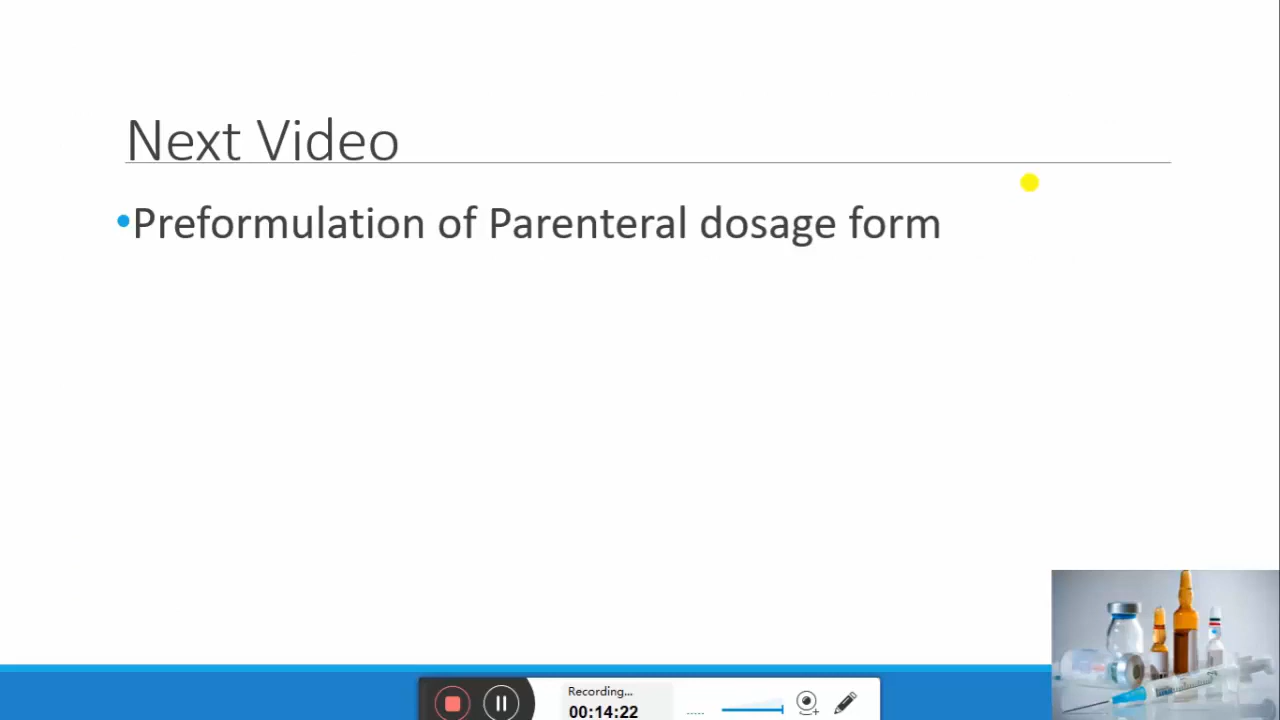 Next Video
•Preformulation of Parenteral dosage form
Recording...
00:14:22